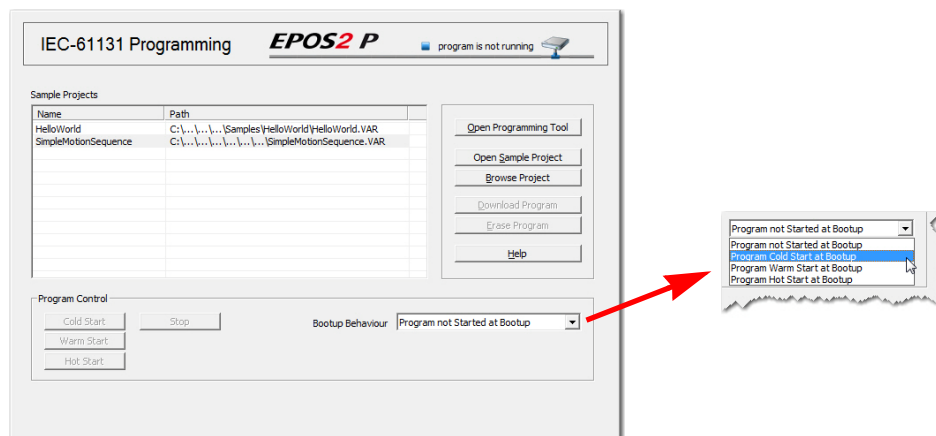 IEC-61131 Programming
EPOS2 P
program is not running
Sample Projects
Name Path
HelloWorld C:\...\...\...\Samples\HelloWorld\HelloWorld.VAR
SimpleMotionSequence C:\...\...\...\...\...\SimpleMotionSequence.VAR
Open Programming Tool
Open Sample Project
Browse Project
Download Program
Erase Program
Help
Program Control
Cold Start Stop
Warm Start
Hot Start
Bootup Behaviour Program not Started at Bootup
Program not Started at Bootup
Program not Started at Bootup
Program Cold Start at Bootup
Program Warm Start at Bootup
Program Hot Start at Bootup